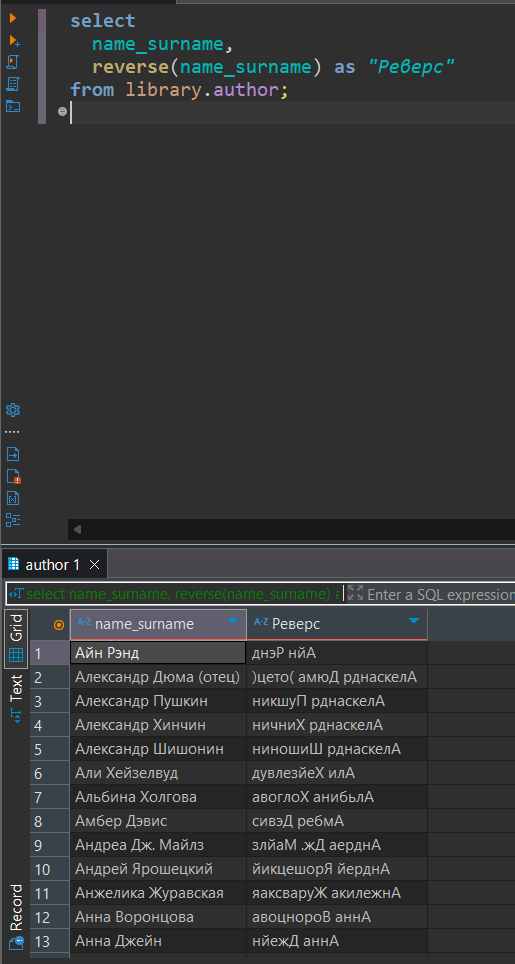 select
name_surname,
reverse(name_surname) as "Реверс"
from library.author;
author 1
select name_surname, reverse(name_surname) a
Enter a SQL expression
Grid
Text
Record
name_surname Реверс
1 Айн Рэнд днэР нйА
2 Александр Дюма (отец) )цето( амюД рднаскелА
3 Александр Пушкин никшуП рднаскелА
4 Александр Хинчин ничниХ рднаскелА
5 Александр Шишонин ниношиШ рднаскелА
6 Али Хейзелвуд дувлезйеХ илА
7 Альбина Холгова авоглоХ анибьлА
8 Амбер Дэвис сивэД ребмА
9 Андреа Дж. Майлз злйаМ .жД аерднА
10 Андрей Ярошецкий йикцешорЯ йерднА
11 Анжелика Журавская яаксваруЖ акилежнА
12 Анна Воронцова авоцнороВ аннА
13 Анна Джейн нйежД аннА